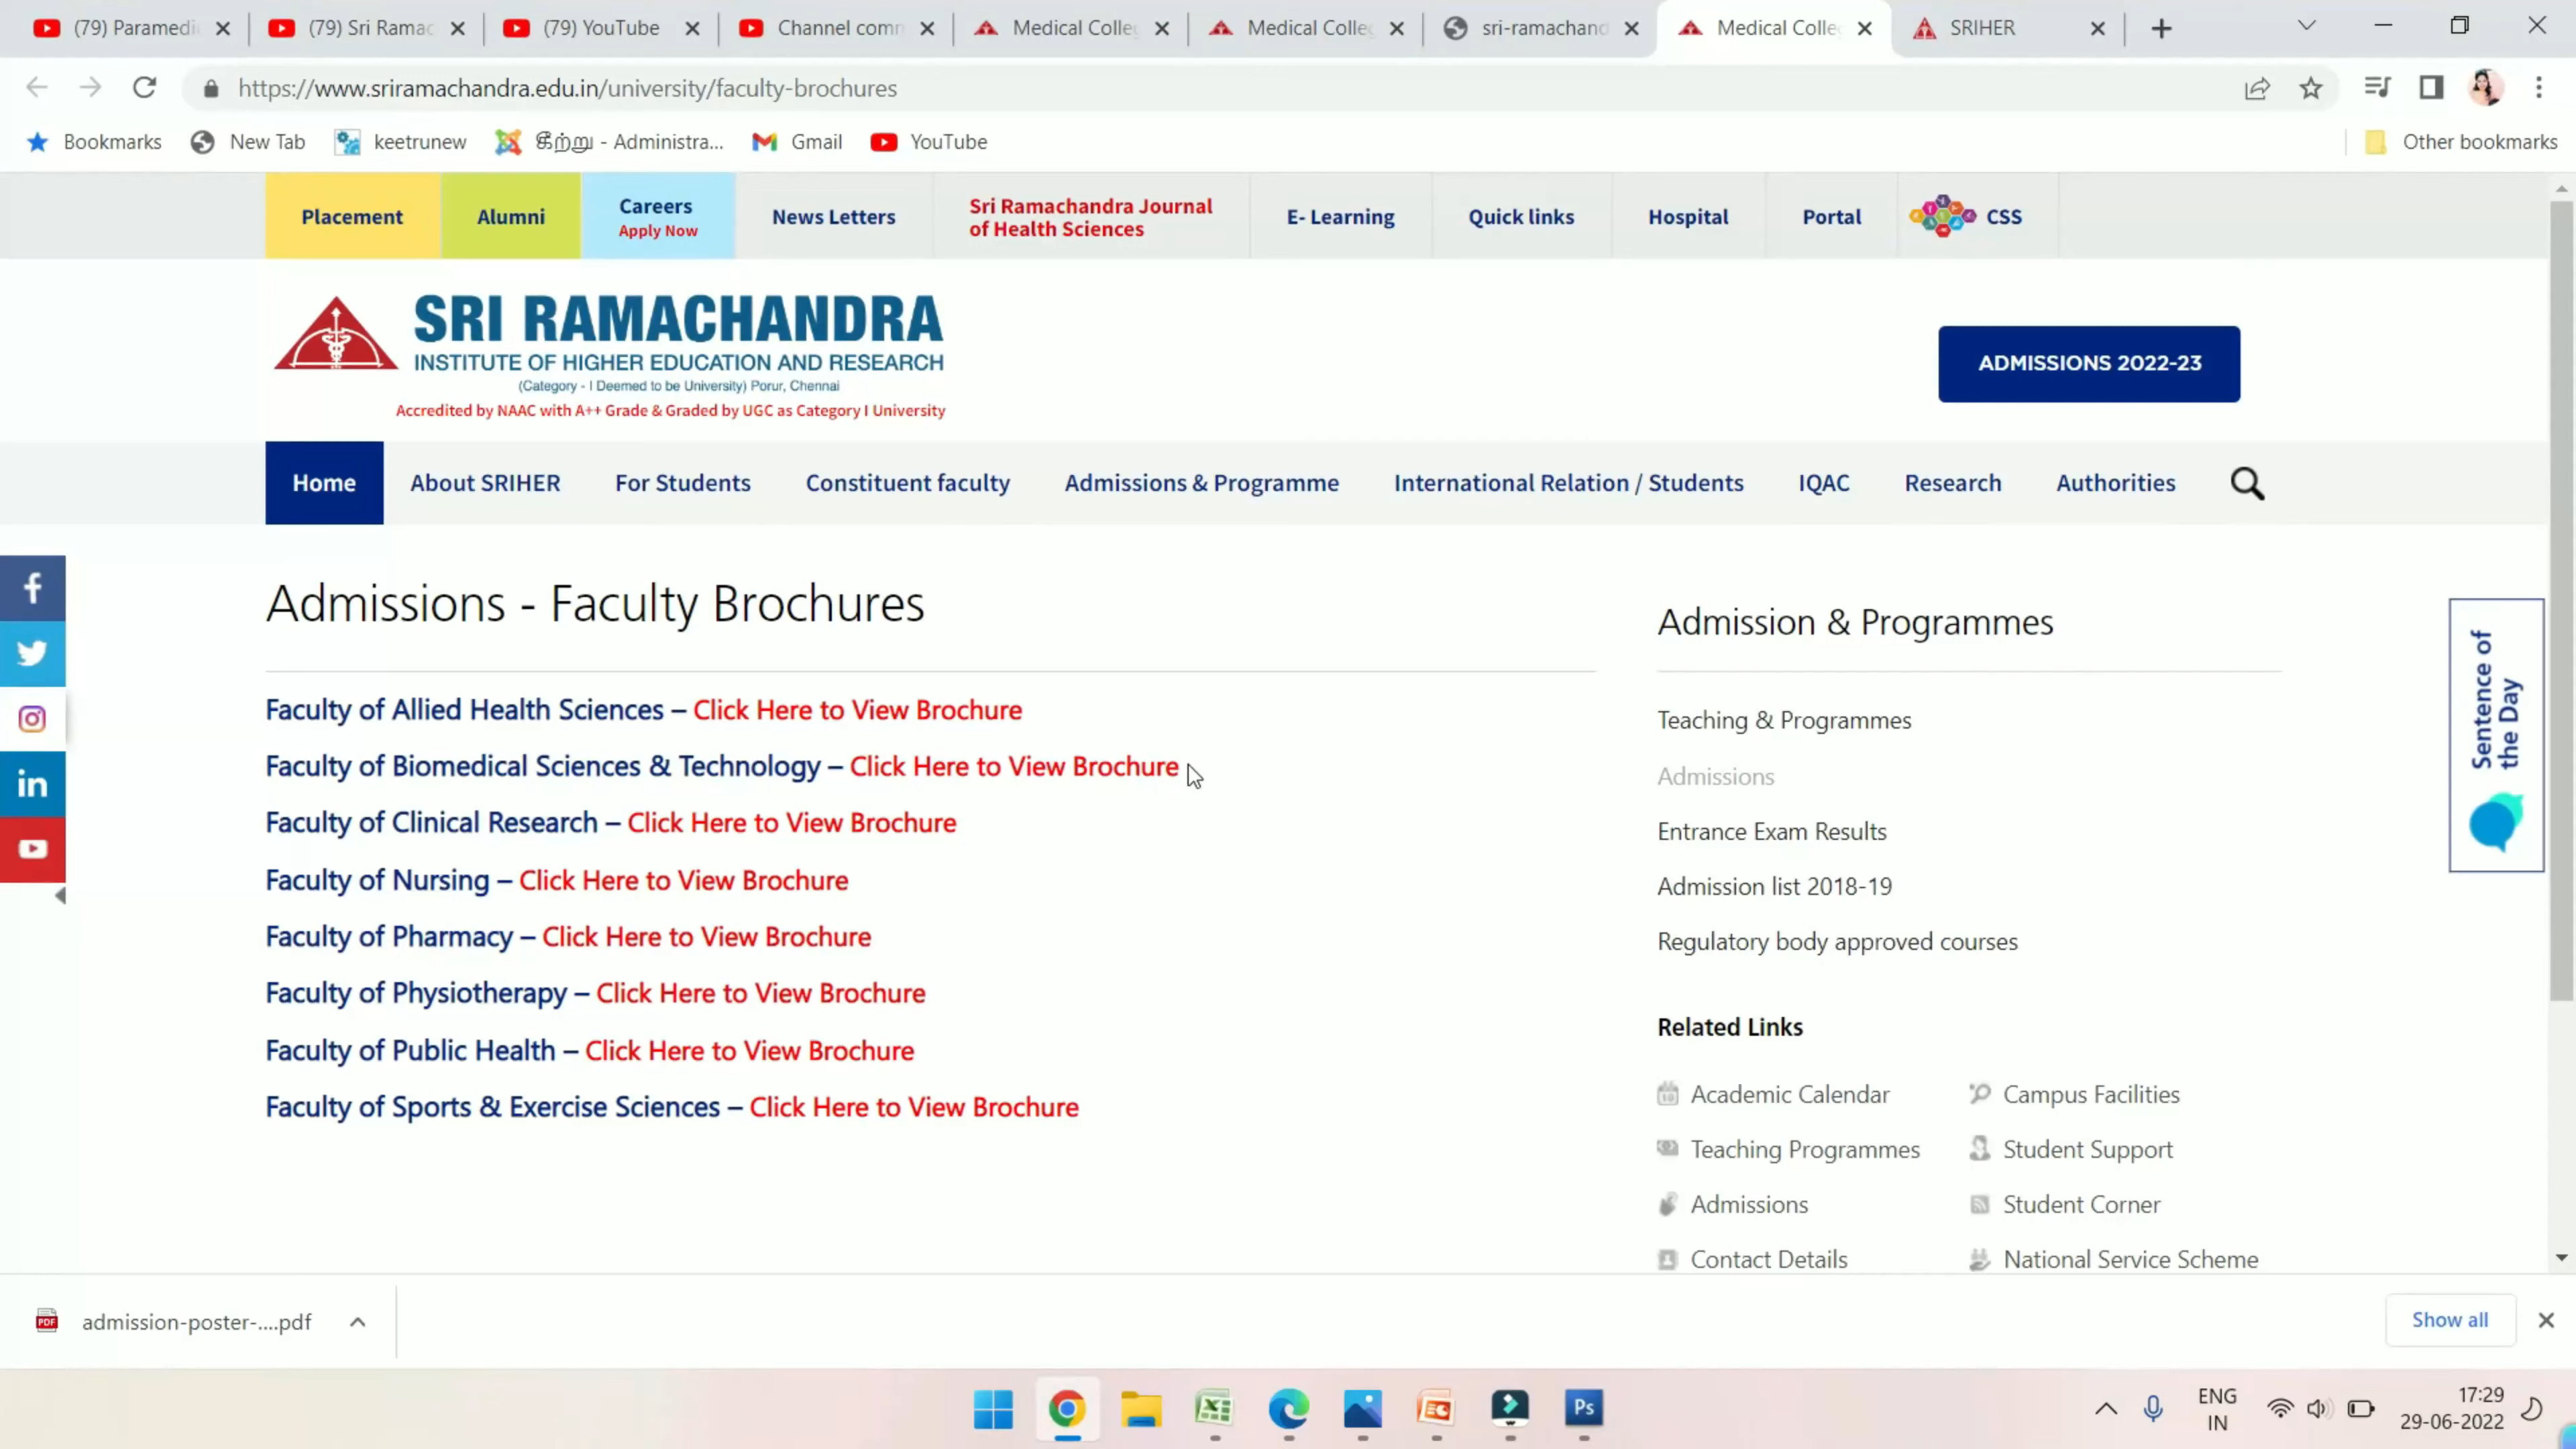 (79) Paramedi
(79) Sri Ramac
(79) YouTube
Channel comm
Medical Colle
Medical Colle
sri-ramachand
Medical Colle
SRIHER
https://www.sriramachandra.edu.in/university/faculty-brochures
Bookmarks
New Tab
keetrunew
கீற்று - Administra...
Gmail
YouTube
Other bookmarks
Placement
Alumni
Careers
Apply Now
News Letters
Sri Ramachandra Journal
of Health Sciences
E- Learning
Quick links
Hospital
Portal
CSS
SRI RAMACHANDRA
INSTITUTE OF HIGHER EDUCATION AND RESEARCH
(Category - I Deemed to be University) Porur, Chennai
Accredited by NAAC with A++ Grade & Graded by UGC as Category I University
ADMISSIONS 2022-23
Home
About SRIHER
For Students
Constituent faculty
Admissions & Programme
International Relation / Students
IQAC
Research
Authorities
Admissions - Faculty Brochures
Faculty of Allied Health Sciences – Click Here to View Brochure
Faculty of Biomedical Sciences & Technology – Click Here to View Brochure
Faculty of Clinical Research – Click Here to View Brochure
Faculty of Nursing – Click Here to View Brochure
Faculty of Pharmacy – Click Here to View Brochure
Faculty of Physiotherapy – Click Here to View Brochure
Faculty of Public Health – Click Here to View Brochure
Faculty of Sports & Exercise Sciences – Click Here to View Brochure
Admission & Programmes
Teaching & Programmes
Admissions
Entrance Exam Results
Admission list 2018-19
Regulatory body approved courses
Related Links
Academic Calendar
Campus Facilities
Teaching Programmes
Student Support
Admissions
Student Corner
Contact Details
National Service Scheme
Sentence of
the Day
PDF
admission-poster-....pdf
Show all
Ps
ENG
IN
17:29
29-06-2022